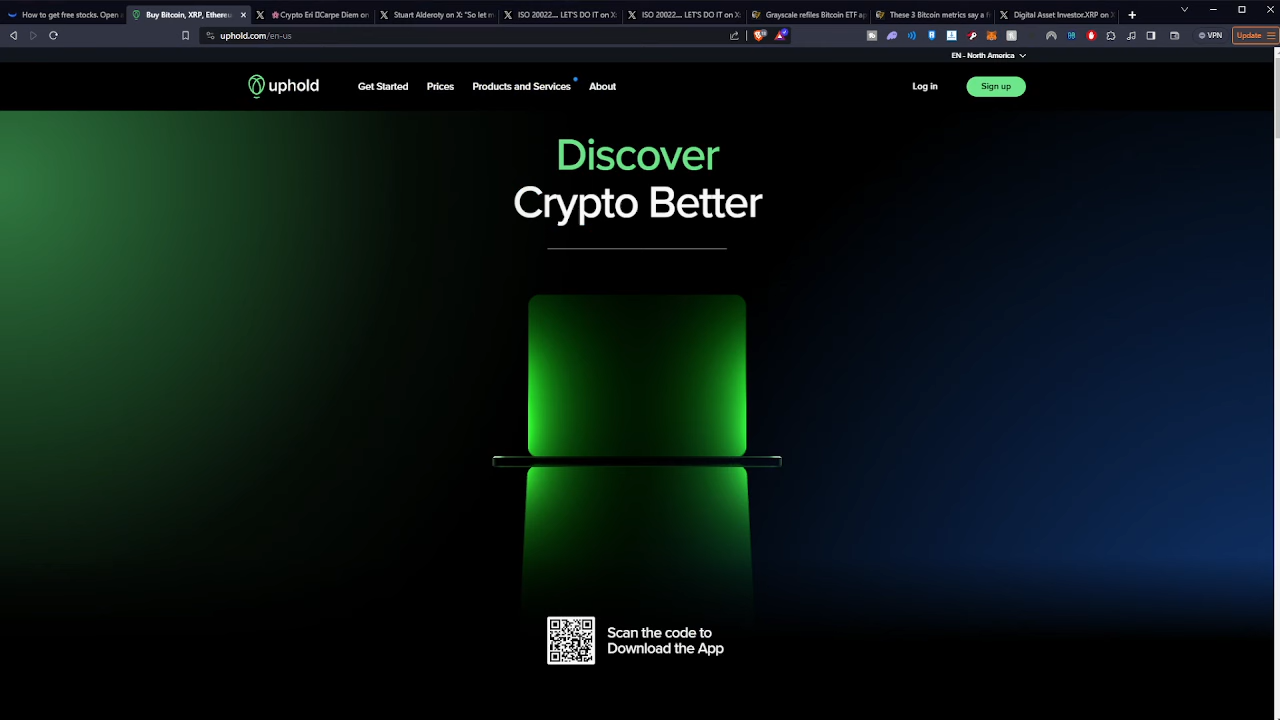 How to get free stocks. Open a
Buy Bitcoin, XRP, Ethereu
Crypto Eri Carpe Diem on
Stuart Alderoty on X: "So let m
ISO 20022.... LET'S DO IT on X:
ISO 20022.... LET'S DO IT on X:
Grayscale refiles Bitcoin ETF ap
These 3 Bitcoin metrics say a f
Digital Asset Investor.XRP on X
uphold.com/en-us
VPN
Update
EN - North America
uphold
Get Started
Prices
Products and Services
About
Log in
Sign up
Discover
Crypto Better
Scan the code to
Download the App